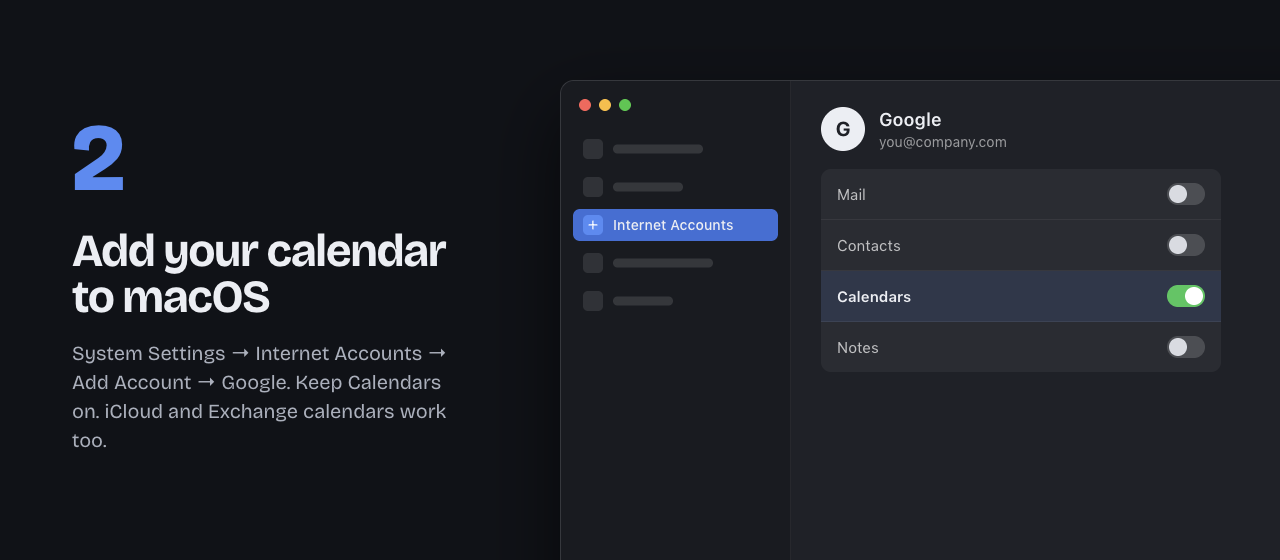 2
Add your calendar
to macOS
System Settings → Internet Accounts →
Add Account → Google. Keep Calendars
on. iCloud and Exchange calendars work
too.
+ Internet Accounts
G
Google
you@company.com
Mail
Contacts
Calendars
Notes